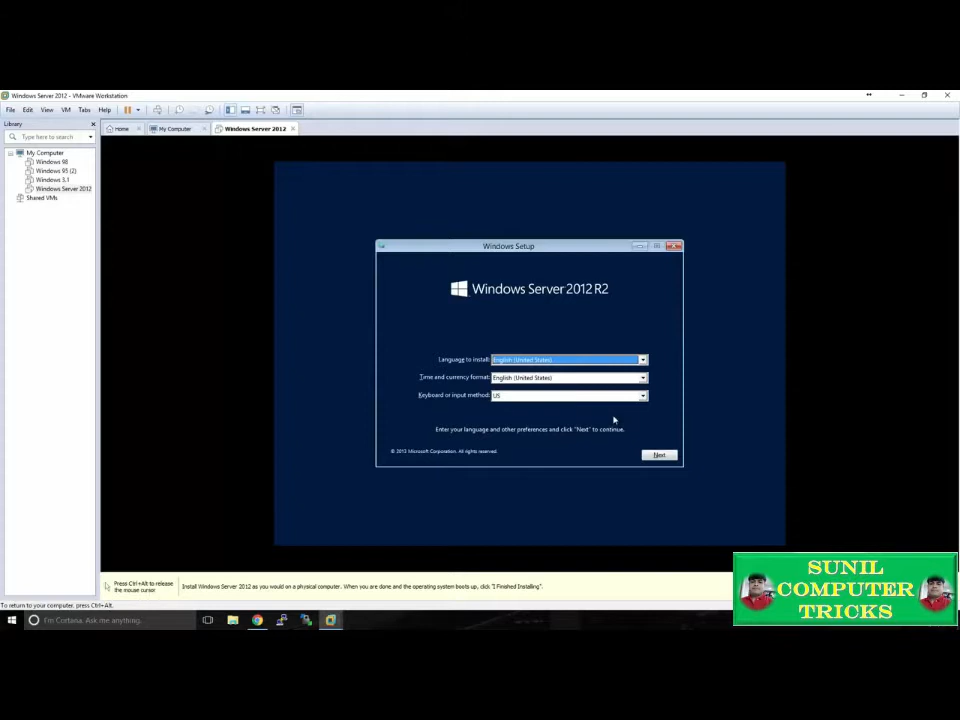 Windows Server 2012 - VMware Workstation
File Edit View VM Tabs Help
Library
Type here to search
Home My Computer Windows Server 2012
My Computer
Windows 98
Windows 95 (2)
Windows 3.1
Windows Server 2012
Shared VMs
Windows Setup
Windows Server 2012 R2
Language to install: English (United States)
Time and currency format: English (United States)
Keyboard or input method: US
Enter your language and other preferences and click "Next" to continue.
© 2013 Microsoft Corporation. All rights reserved.
Next
Press Ctrl+Alt to release
the mouse cursor
Install Windows Server 2012 as you would on a physical computer. When you are done and the operating system boots up, click "I Finished Installing".
To return to your computer, press Ctrl+Alt.
I'm Cortana. Ask me anything.
SUNIL
COMPUTER
TRICKS